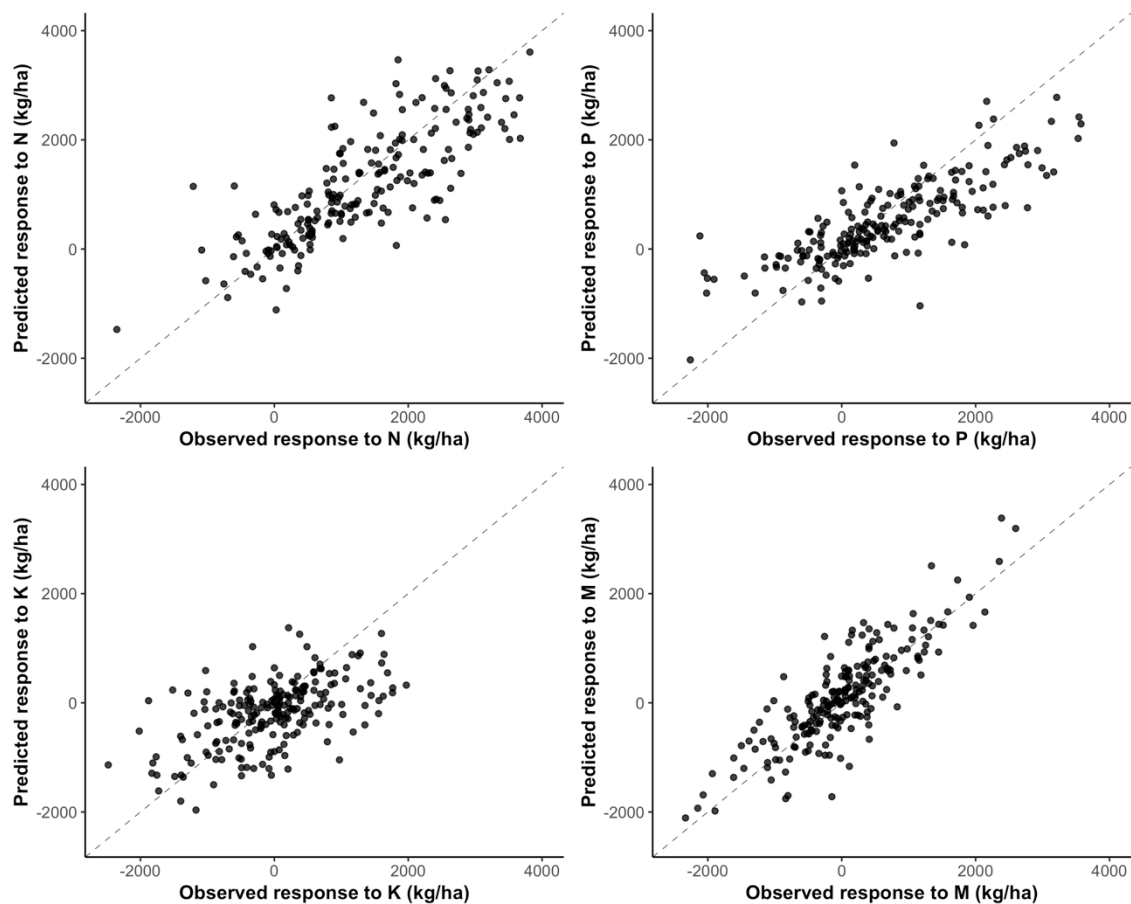 4000
2000
0
-2000
Predicted response to N (kg/ha)
-2000 0 2000 4000
Observed response to N (kg/ha)
4000
2000
0
-2000
Predicted response to P (kg/ha)
-2000 0 2000 4000
Observed response to P (kg/ha)
4000
2000
0
-2000
Predicted response to K (kg/ha)
-2000 0 2000 4000
Observed response to K (kg/ha)
4000
2000
0
-2000
Predicted response to M (kg/ha)
-2000 0 2000 4000
Observed response to M (kg/ha)